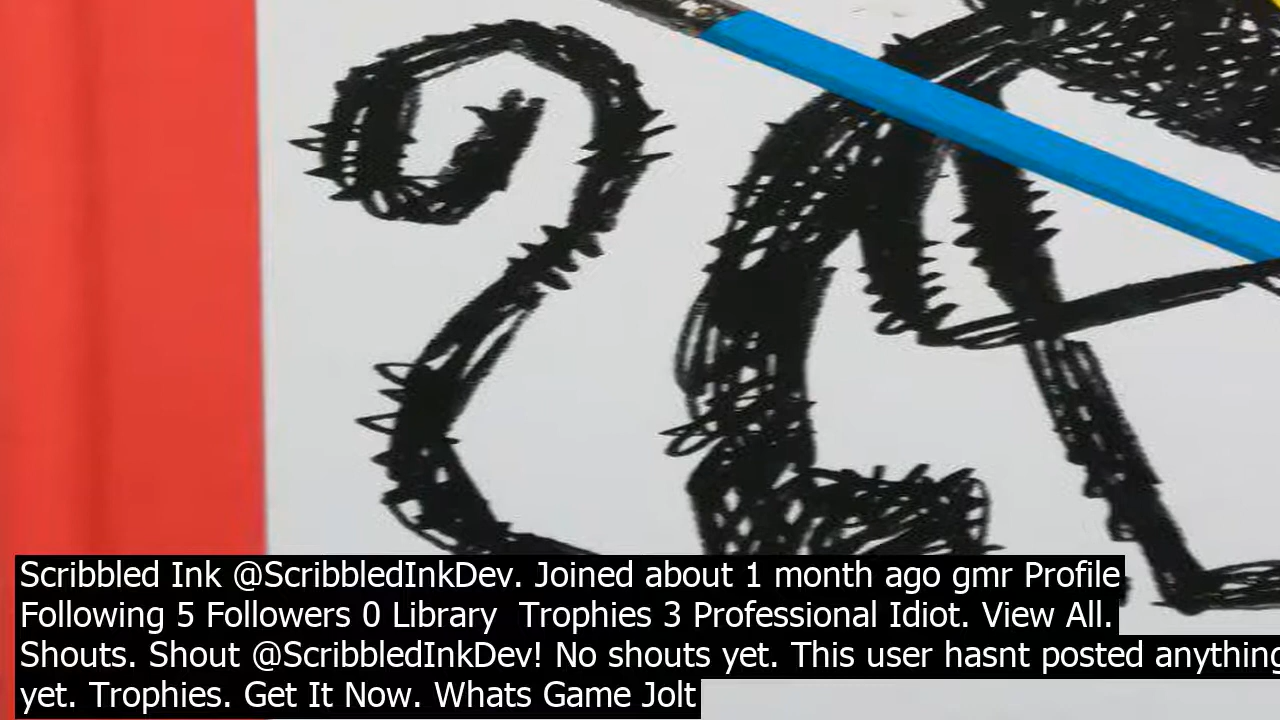 Scribbled Ink @ScribbledInkDev. Joined about 1 month ago gmr Profile
Following 5 Followers 0 Library  Trophies 3 Professional Idiot. View All.
Shouts. Shout @ScribbledInkDev! No shouts yet. This user hasnt posted anything
yet. Trophies. Get It Now. Whats Game Jolt